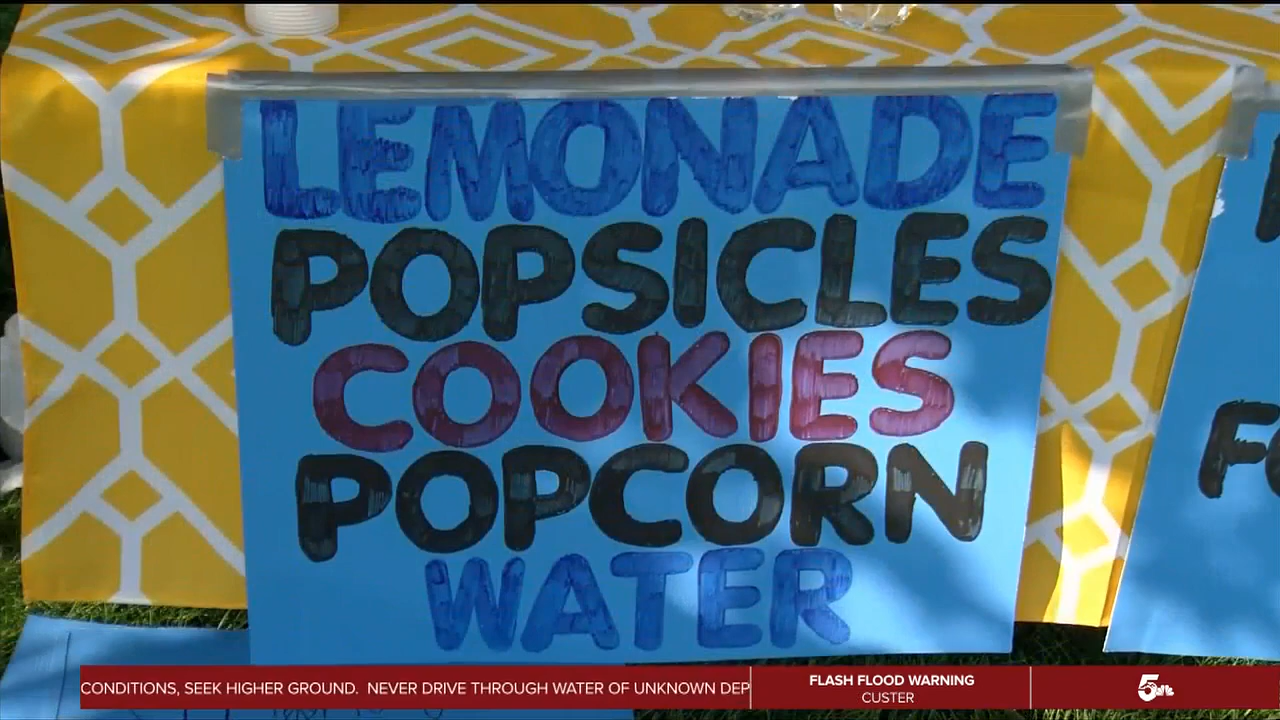 LEMONADE
POPSICLES
COOKIES
POPCORN
WATER
CONDITIONS, SEEK HIGHER GROUND. NEVER DRIVE THROUGH WATER OF UNKNOWN DEP
FLASH FLOOD WARNING
CUSTER
5